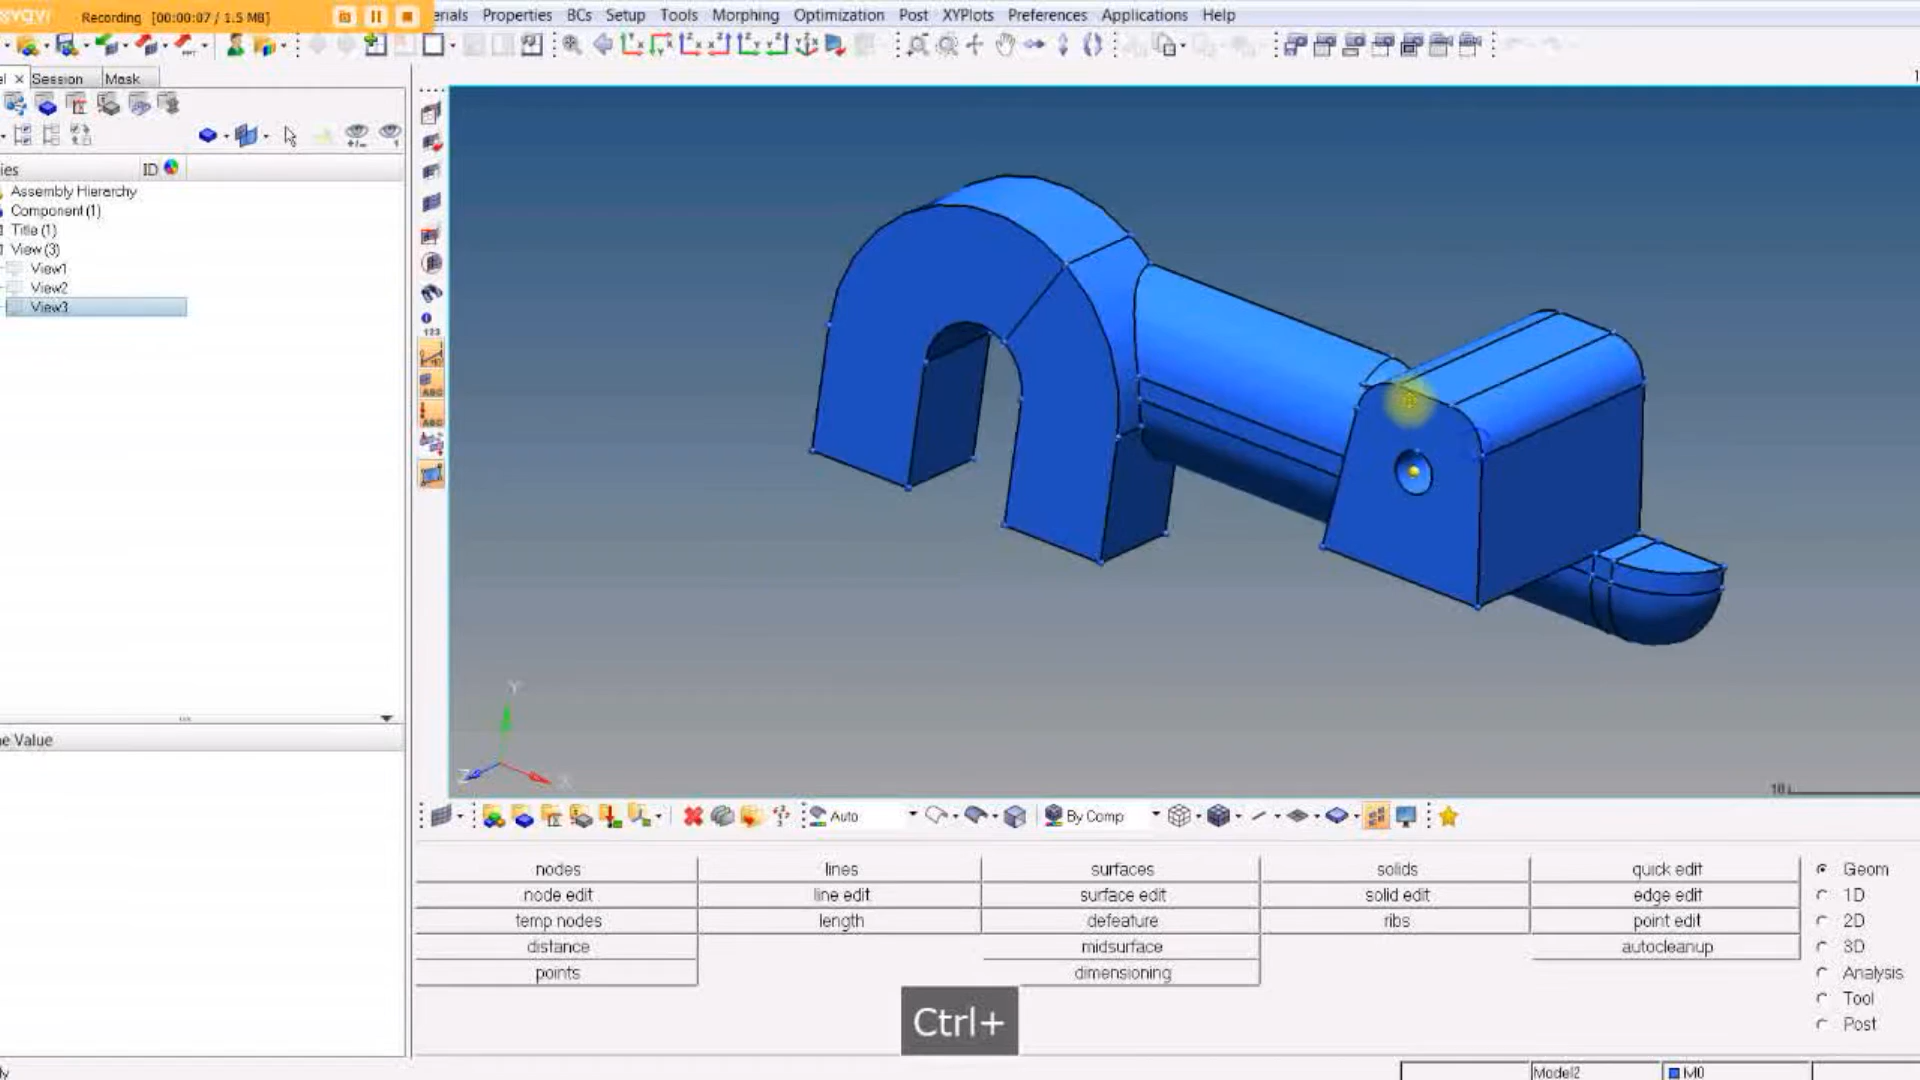 Recording [00:00:07 / 1.5 MB]
Properties BCs Setup Tools Morphing Optimization Post XYPlots Preferences Applications Help
Session Mask
ID
Assembly Hierarchy
Component (1)
Title (1)
View (3)
View1
View2
View3
Value
123
ABC
ABC
Y
Z X
Auto By Comp
nodes lines surfaces solids quick edit Geom
node edit line edit surface edit solid edit edge edit 1D
temp nodes length defeature ribs point edit 2D
distance midsurface autocleanup 3D
points dimensioning Analysis
Tool
Post
Ctrl+
Model2